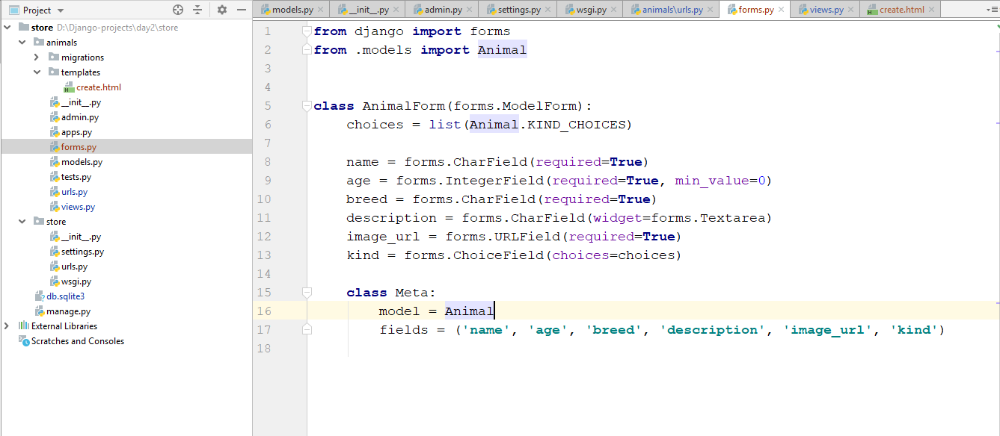 Project
models.py
__init__.py
admin.py
settings.py
wsgi.py
animals\urls.py
forms.py
views.py
create.html
store D:\Django-projects\day2\store
animals
migrations
templates
create.html
__init__.py
admin.py
apps.py
forms.py
models.py
tests.py
urls.py
views.py
store
__init__.py
settings.py
urls.py
wsgi.py
db.sqlite3
manage.py
External Libraries
Scratches and Consoles
1 from django import forms
2 from .models import Animal
3
4
5 class AnimalForm(forms.ModelForm):
6     choices = list(Animal.KIND_CHOICES)
7
8     name = forms.CharField(required=True)
9     age = forms.IntegerField(required=True, min_value=0)
10     breed = forms.CharField(required=True)
11     description = forms.CharField(widget=forms.Textarea)
12     image_url = forms.URLField(required=True)
13     kind = forms.ChoiceField(choices=choices)
14
15     class Meta:
16         model = Animal
17         fields = ('name', 'age', 'breed', 'description', 'image_url', 'kind')
18